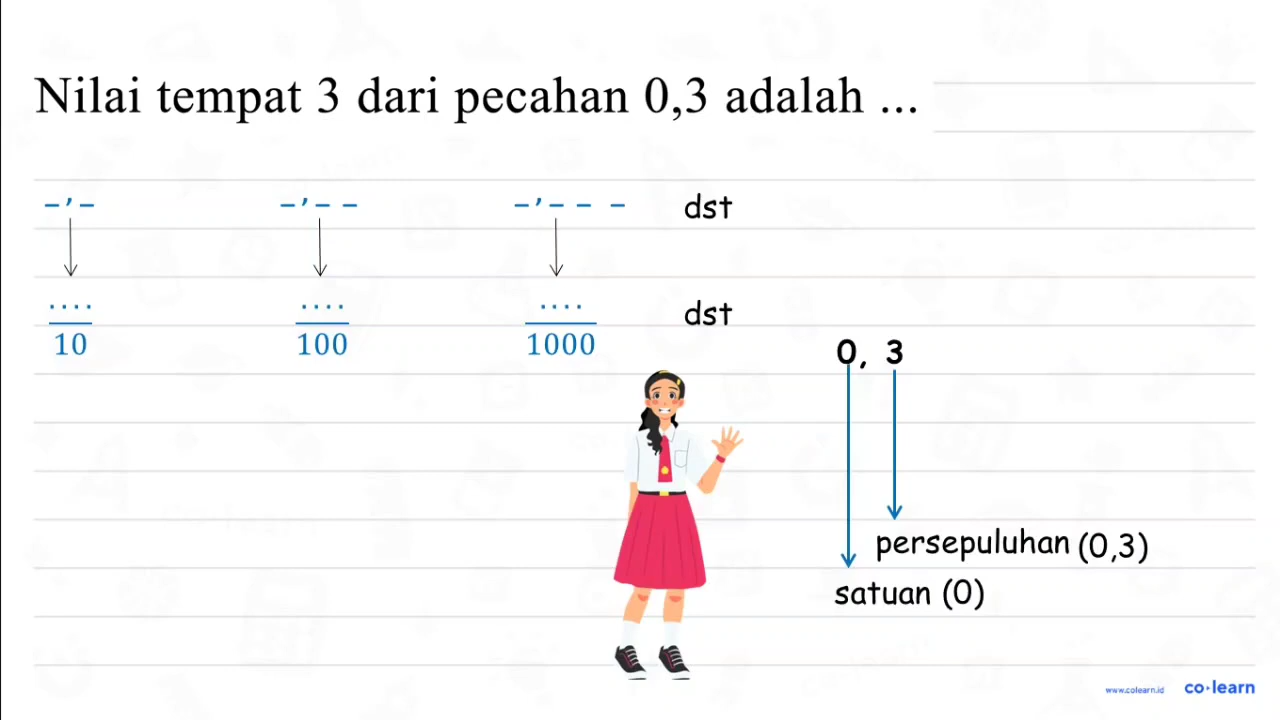 Nilai tempat 3 dari pecahan 0,3 adalah ...
_,_ _,_ _ _,_ _ _ dst
....
10
....
100
....
1000
dst
0, 3
persepuluhan (0,3)
satuan (0)
www.colearn.id co·learn